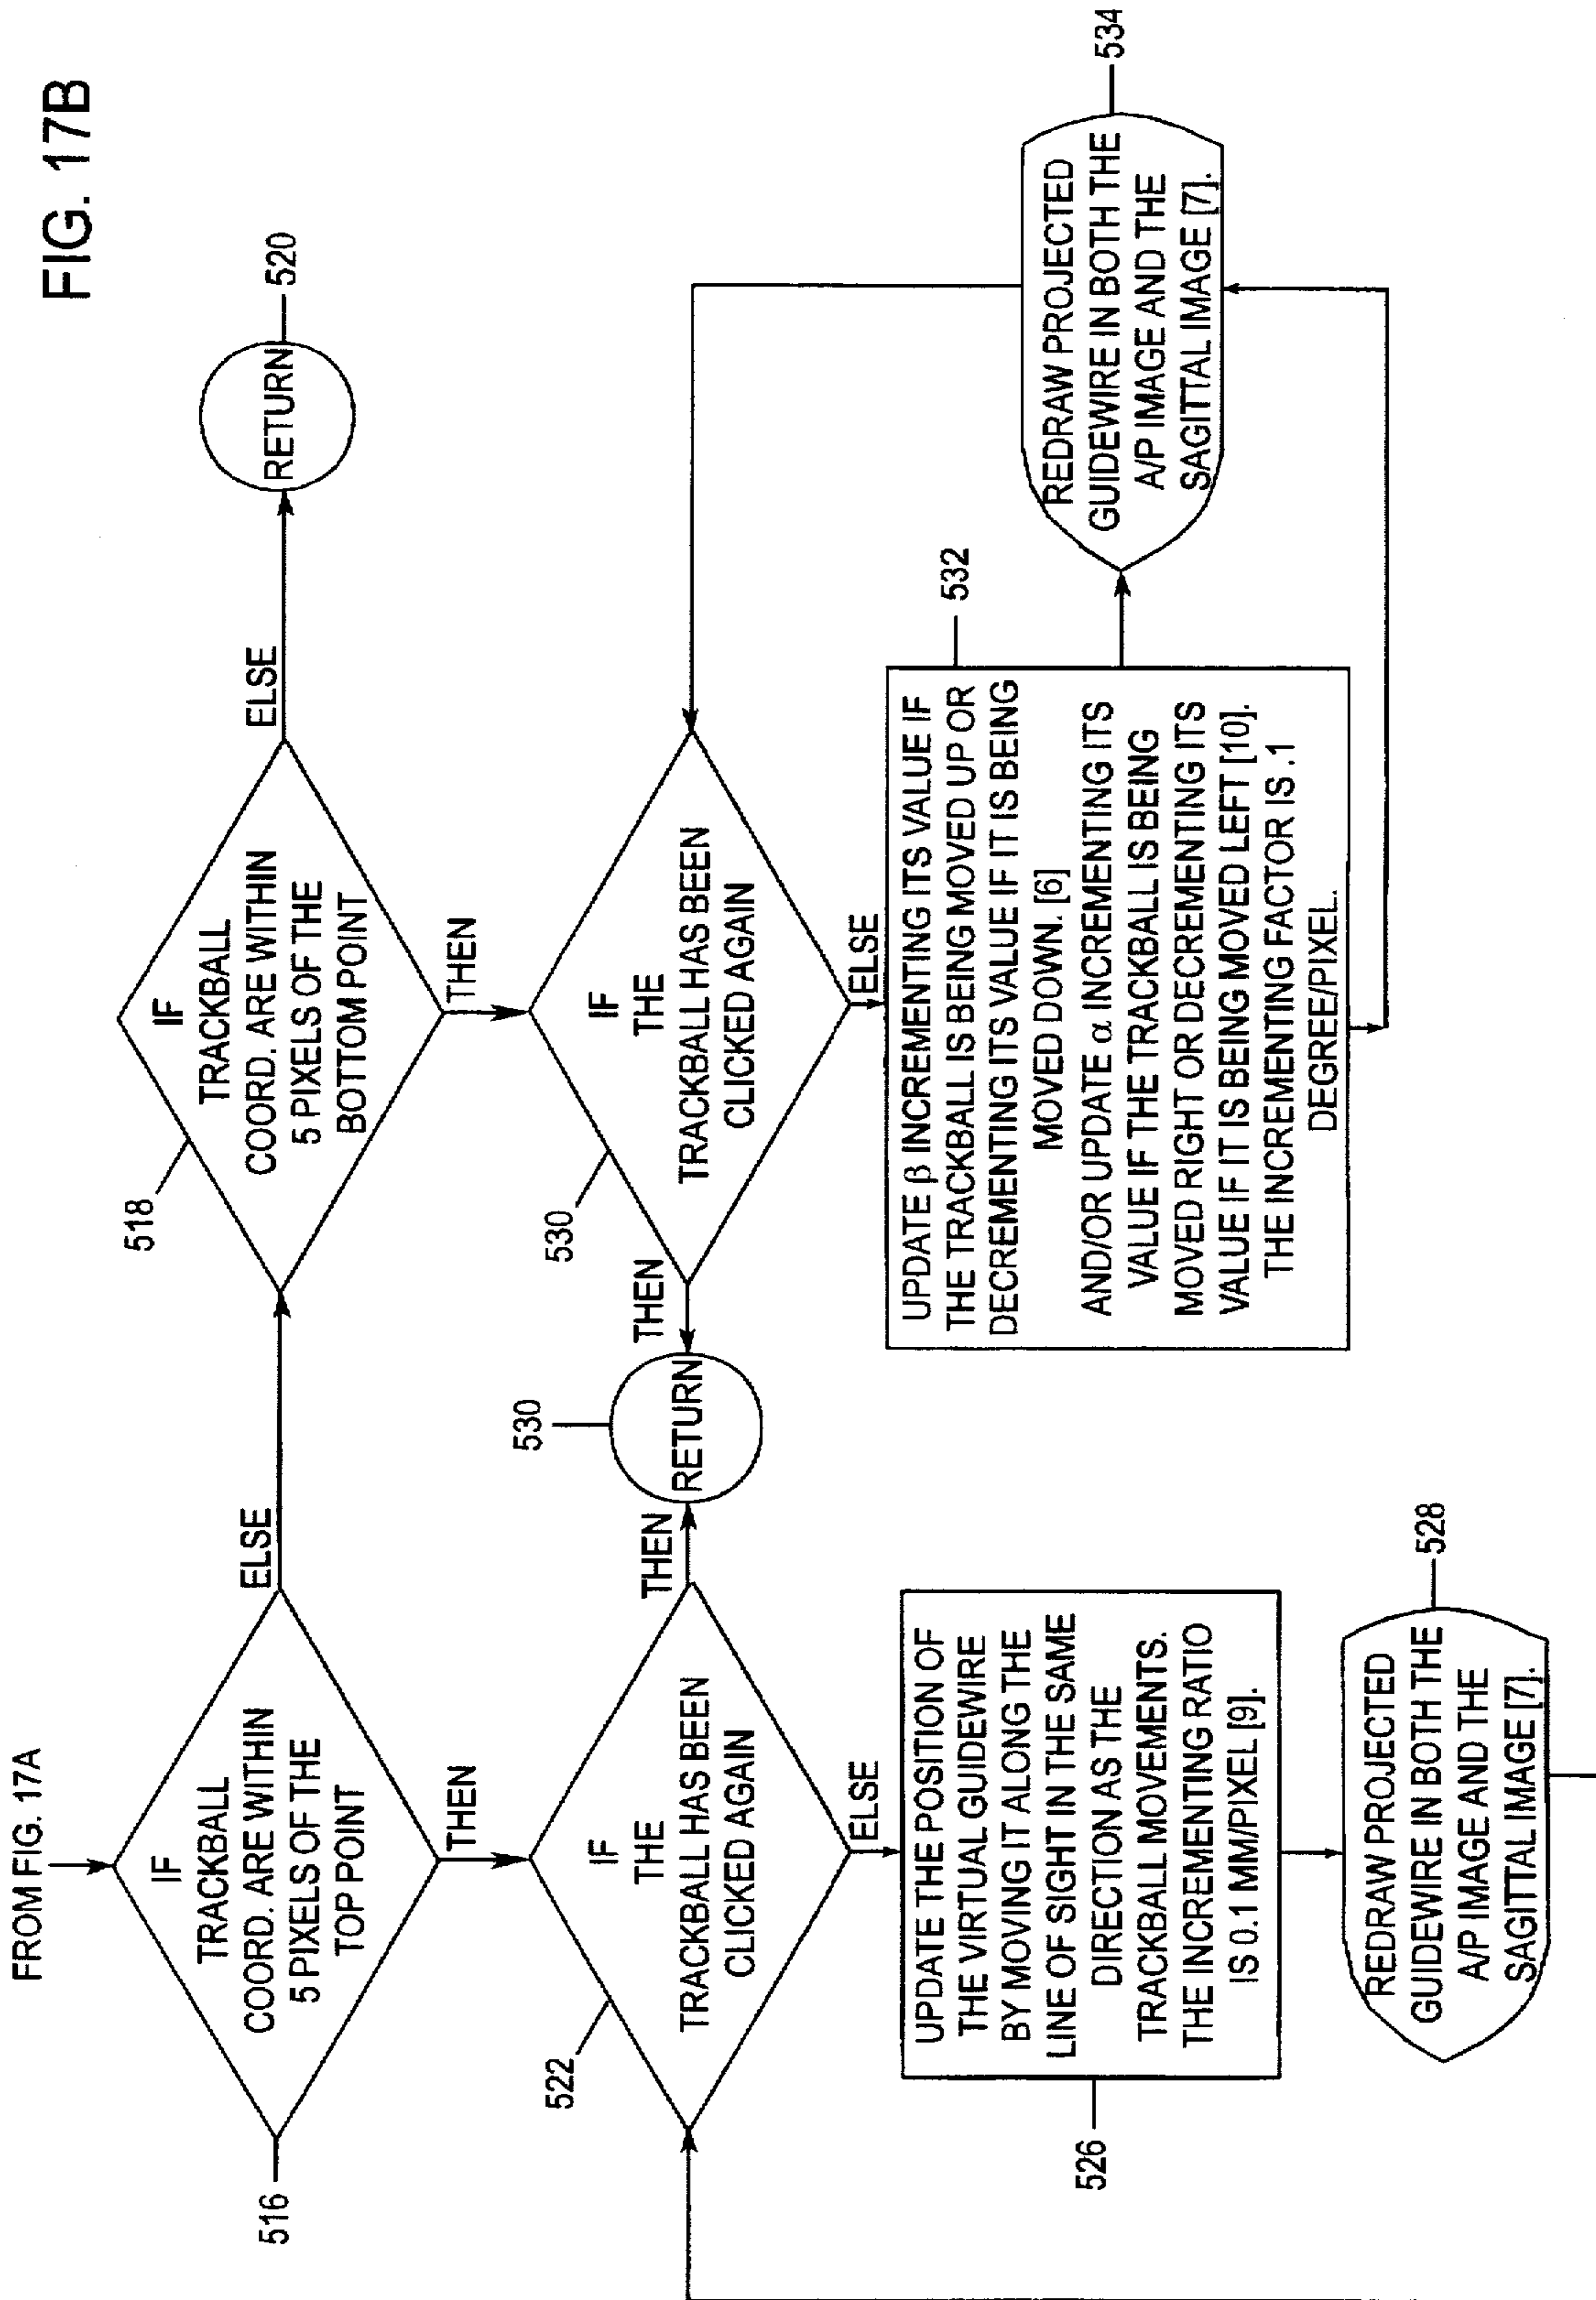 FIG. 17B
FROM FIG. 17A
IF
TRACKBALL
COORD. ARE WITHIN
5 PIXELS OF THE
TOP POINT
516
ELSE
THEN
IF
TRACKBALL
COORD. ARE WITHIN
5 PIXELS OF THE
BOTTOM POINT
518
ELSE
THEN
RETURN
520
IF
THE
TRACKBALL HAS BEEN
CLICKED AGAIN
522
THEN
ELSE
RETURN
530
IF
THE
TRACKBALL HAS BEEN
CLICKED AGAIN
530
THEN
ELSE
UPDATE THE POSITION OF
THE VIRTUAL GUIDEWIRE
BY MOVING IT ALONG THE
LINE OF SIGHT IN THE SAME
DIRECTION AS THE
TRACKBALL MOVEMENTS.
THE INCREMENTING RATIO
IS 0.1 MM/PIXEL [9].
526
REDRAW PROJECTED
GUIDEWIRE IN BOTH THE
A/P IMAGE AND THE
SAGITTAL IMAGE [7].
528
UPDATE β INCREMENTING ITS VALUE IF
THE TRACKBALL IS BEING MOVED UP OR
DECREMENTING ITS VALUE IF IT IS BEING
MOVED DOWN. [6]
AND/OR UPDATE α INCREMENTING ITS
VALUE IF THE TRACKBALL IS BEING
MOVED RIGHT OR DECREMENTING ITS
VALUE IF IT IS BEING MOVED LEFT [10].
THE INCREMENTING FACTOR IS .1
DEGREE/PIXEL.
532
REDRAW PROJECTED
GUIDEWIRE IN BOTH THE
A/P IMAGE AND THE
SAGITTAL IMAGE [7].
534